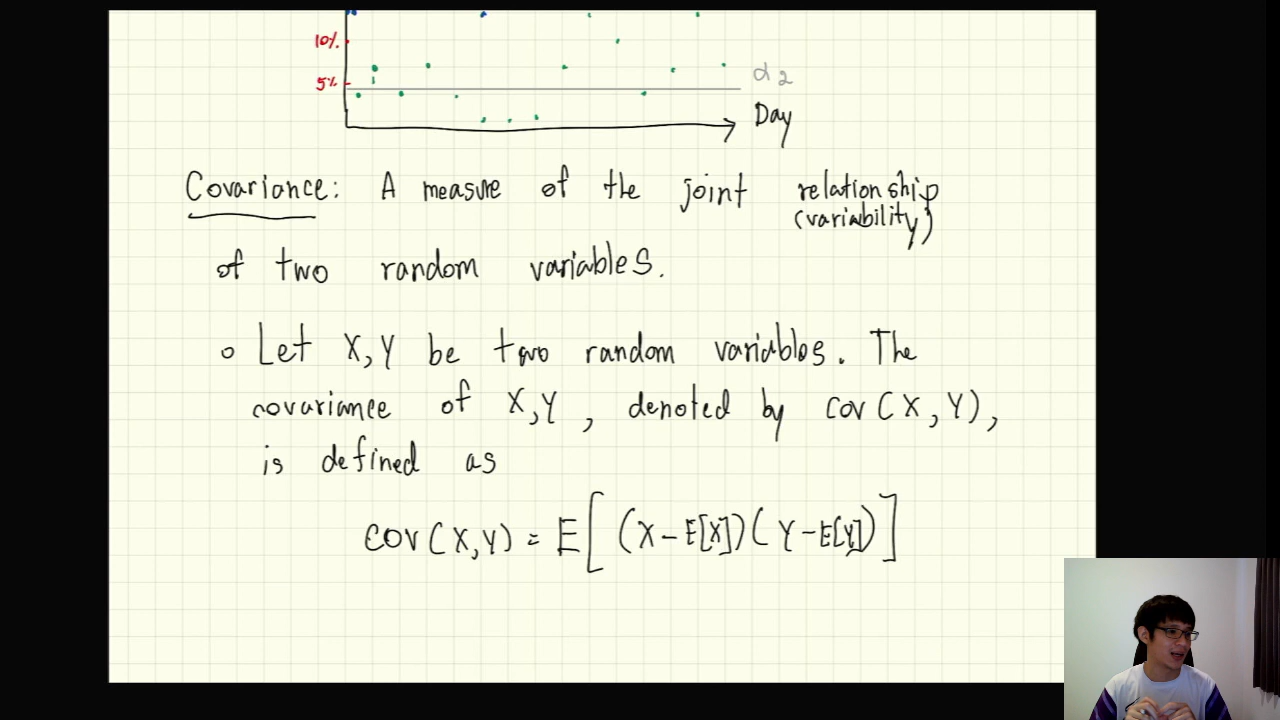 10%
5%
d2
Day
Covariance: A measure of the joint relationship
(variability)
of two random variables.
o Let X,Y be two random variables. The
covariance of X,Y, denoted by cov(X,Y),
is defined as
cov(X,Y) = E[(X-E[X])(Y-E[Y])]